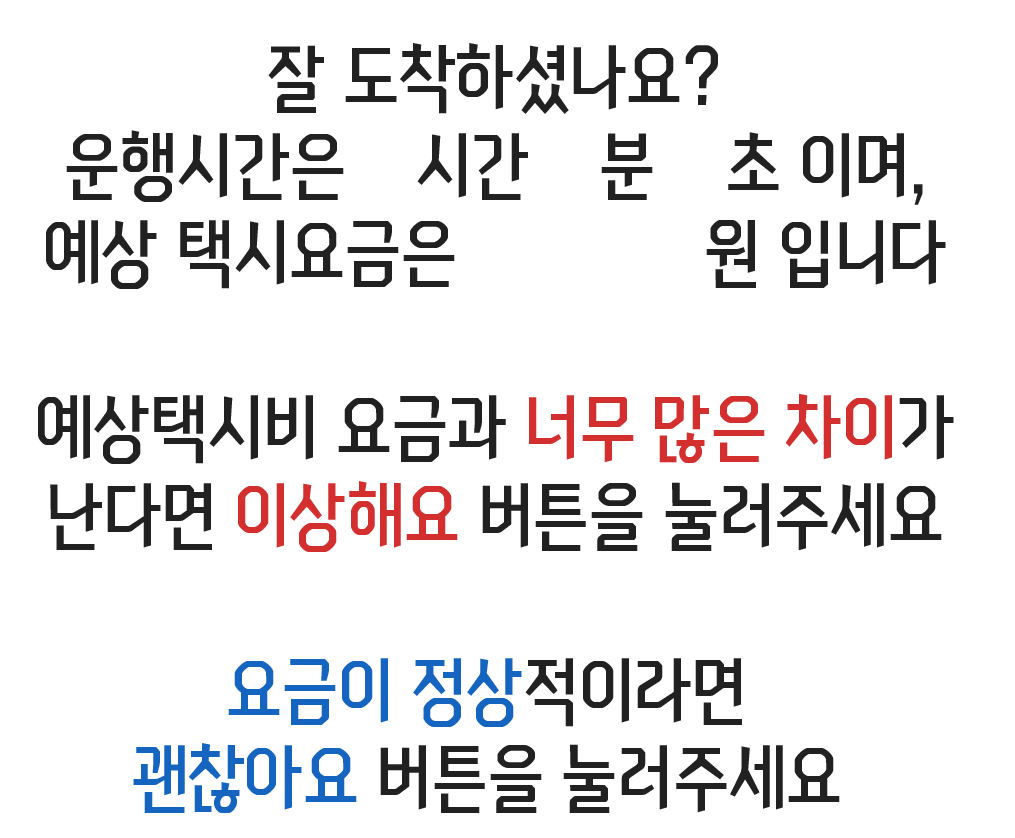 잘 도착하셨나요?
운행시간은 시간 분 초 이며,
예상 택시요금은 원 입니다
예상택시비 요금과 너무 많은 차이가
난다면 이상해요 버튼을 눌러주세요
요금이 정상적이라면
괜찮아요 버튼을 눌러주세요